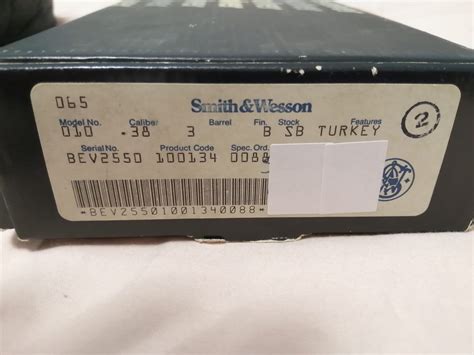 065
Smith&Wesson
Model No. Caliber Barrel Fin. Stock Features
010 .38 3 B SB TURKEY
2
Serial No. Product Code Spec. Ord.
BEV2550 100134 0088
*BEV25501001340088*